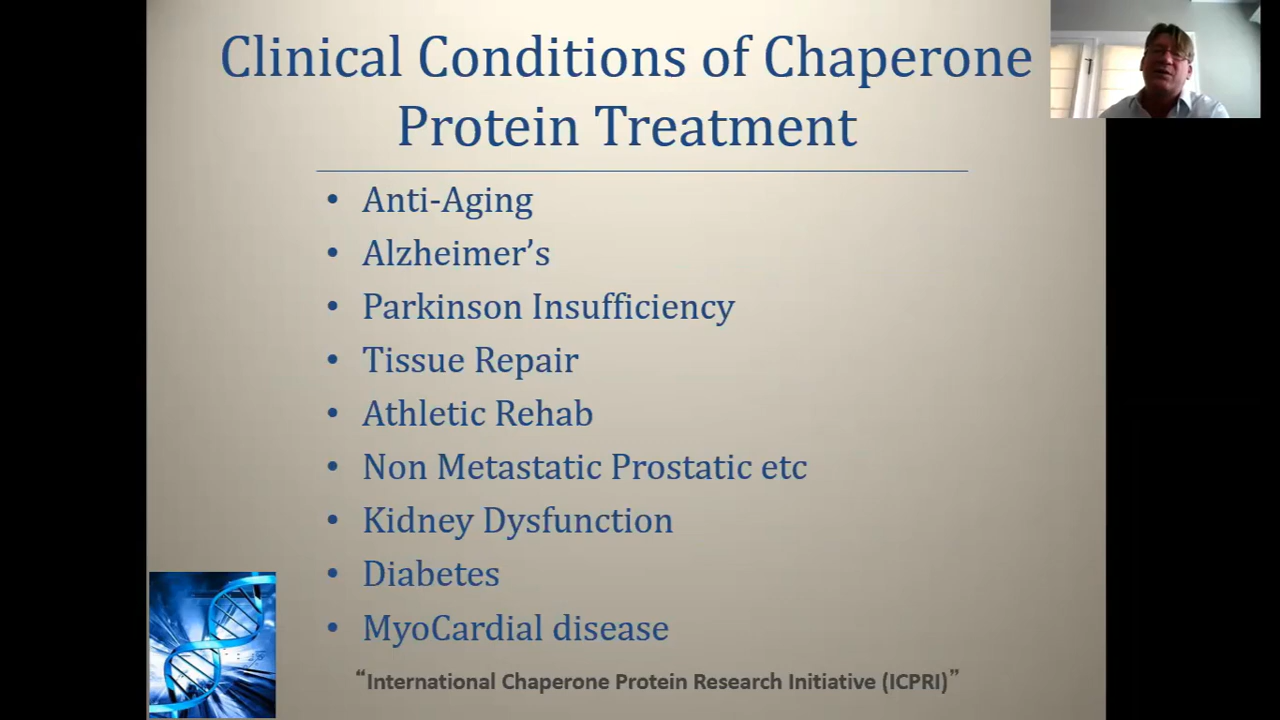 Clinical Conditions of Chaperone
Protein Treatment
• Anti-Aging
• Alzheimer’s
• Parkinson Insufficiency
• Tissue Repair
• Athletic Rehab
• Non Metastatic Prostatic etc
• Kidney Dysfunction
• Diabetes
• MyoCardial disease
“International Chaperone Protein Research Initiative (ICPRI)”